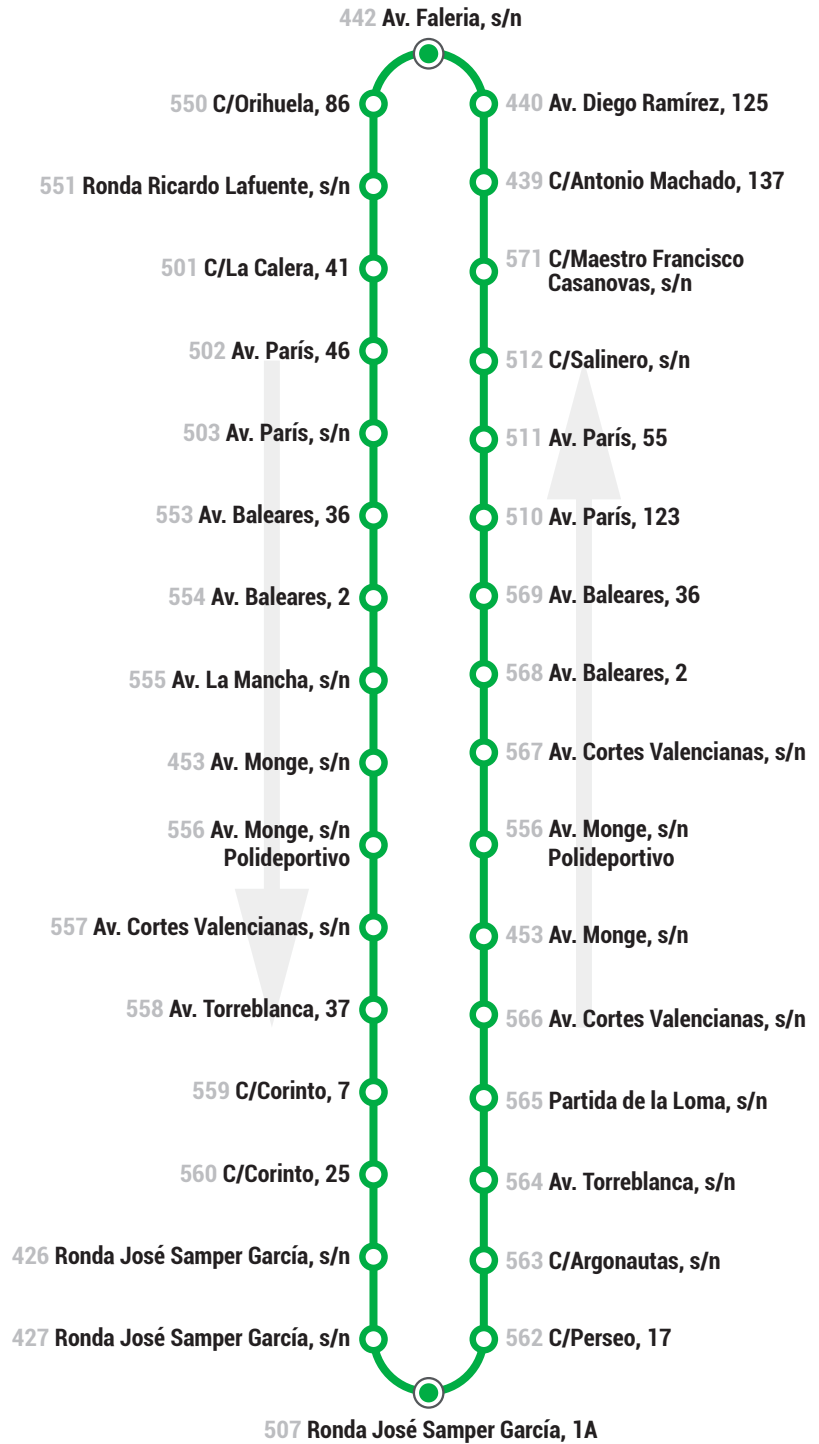 442 Av. Faleria, s/n
550 C/Orihuela, 86
551 Ronda Ricardo Lafuente, s/n
501 C/La Calera, 41
502 Av. París, 46
503 Av. París, s/n
553 Av. Baleares, 36
554 Av. Baleares, 2
555 Av. La Mancha, s/n
453 Av. Monge, s/n
556 Av. Monge, s/n
Polideportivo
557 Av. Cortes Valencianas, s/n
558 Av. Torreblanca, 37
559 C/Corinto, 7
560 C/Corinto, 25
426 Ronda José Samper García, s/n
427 Ronda José Samper García, s/n
440 Av. Diego Ramírez, 125
439 C/Antonio Machado, 137
571 C/Maestro Francisco
Casanovas, s/n
512 C/Salinero, s/n
511 Av. París, 55
510 Av. París, 123
569 Av. Baleares, 36
568 Av. Baleares, 2
567 Av. Cortes Valencianas, s/n
556 Av. Monge, s/n
Polideportivo
453 Av. Monge, s/n
566 Av. Cortes Valencianas, s/n
565 Partida de la Loma, s/n
564 Av. Torreblanca, s/n
563 C/Argonautas, s/n
562 C/Perseo, 17
507 Ronda José Samper García, 1A